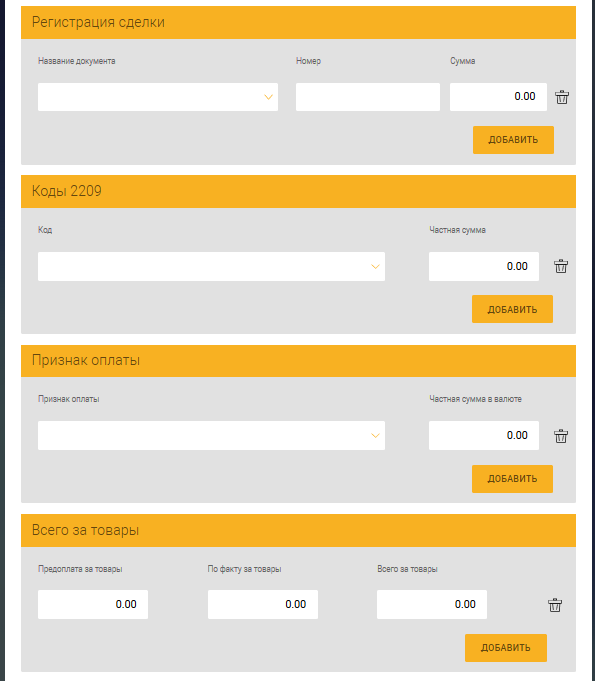 Регистрация сделки
Название документа Номер Сумма
0.00
ДОБАВИТЬ
Коды 2209
Код Частная сумма
0.00
ДОБАВИТЬ
Признак оплаты
Признак оплаты Частная сумма в валюте
0.00
ДОБАВИТЬ
Всего за товары
Предоплата за товары По факту за товары Всего за товары
0.00 0.00 0.00
ДОБАВИТЬ